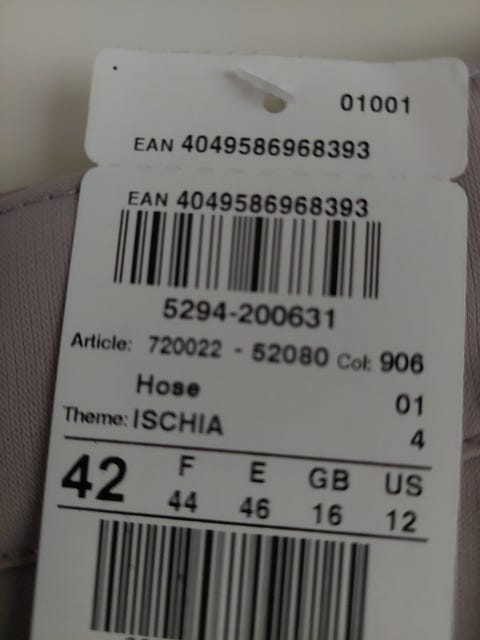 01001
EAN 4049586968393
EAN 4049586968393
5294-200631
Article: 720022 - 52080 Col: 906
Hose 01
Theme: ISCHIA 4
42 F E GB US
44 46 16 12